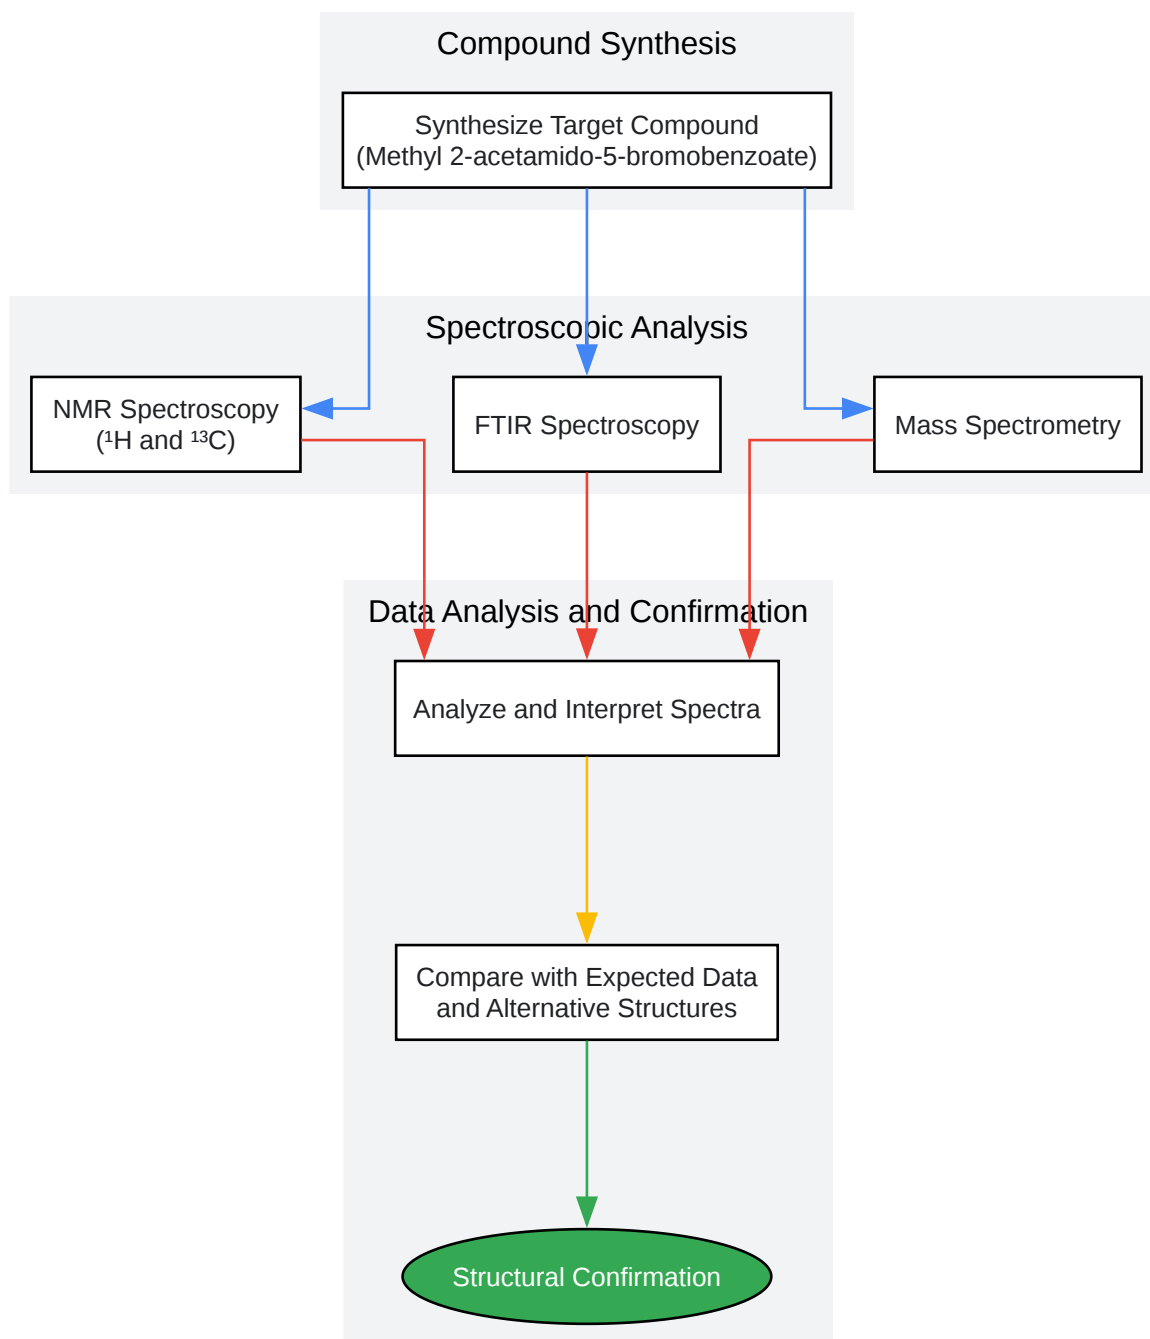 Compound Synthesis
Synthesize Target Compound
(Methyl 2-acetamido-5-bromobenzoate)
Spectroscopic Analysis
NMR Spectroscopy
(¹H and ¹³C)
FTIR Spectroscopy
Mass Spectrometry
Data Analysis and Confirmation
Analyze and Interpret Spectra
Compare with Expected Data
and Alternative Structures
Structural Confirmation